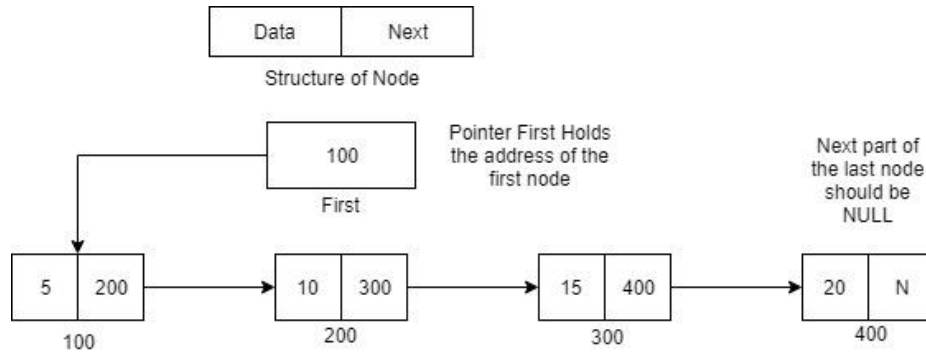 Data Next
Structure of Node
100
First
Pointer First Holds
the address of the
first node
Next part of
the last node
should be
NULL
5 200
100
10 300
200
15 400
300
20 N
400